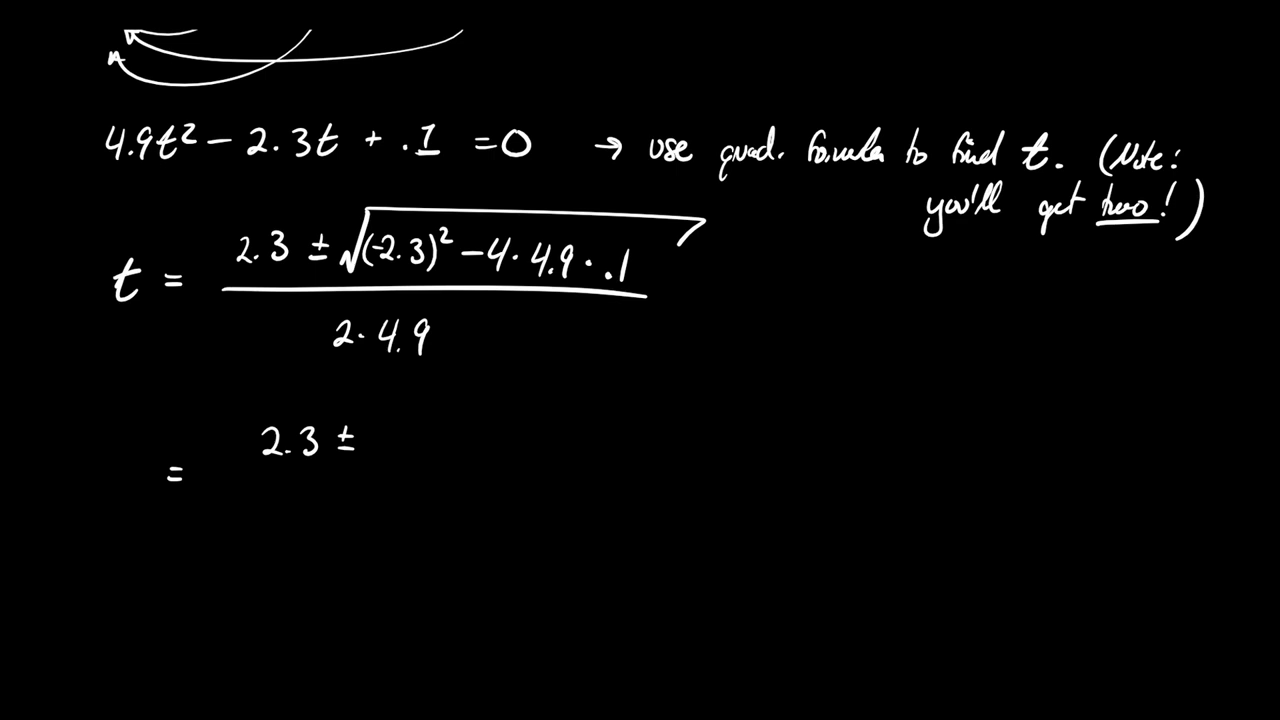 4.9t² - 2.3t + .1 = 0 → use quad. formula to find t. (Note:
you'll get two!)
t = 2.3 ± √(-2.3)² - 4 · 4.9 · .1
2 · 4.9
= 2.3 ±